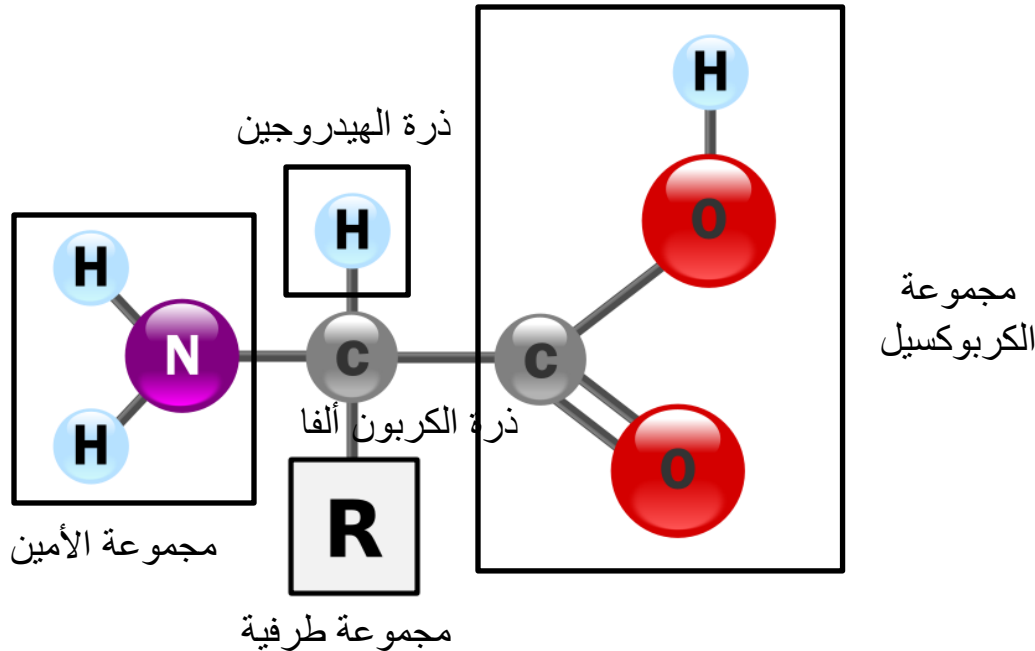 H
ذرة الهيدروجين
O
H
H
مجموعة
الكربوكسيل
N
C
C
ذرة الكربون ألفا
H
O
R
مجموعة الأمين
مجموعة طرفية